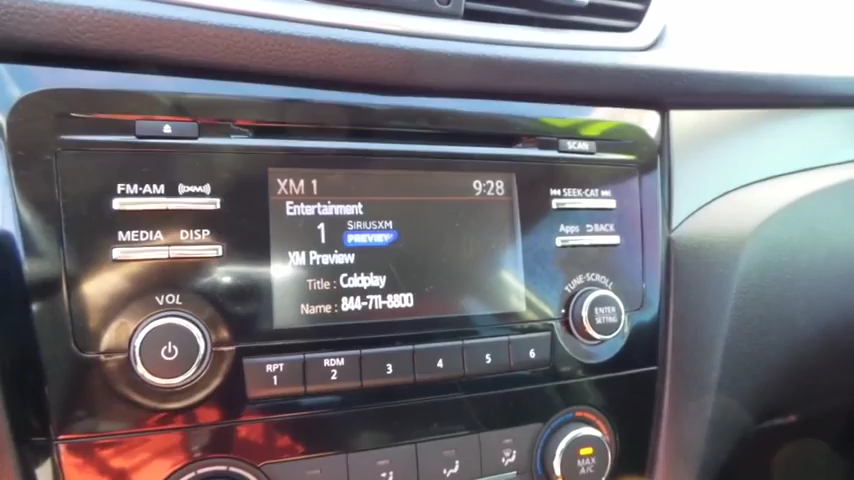 SCAN
FM·AM XM
MEDIA DISP
VOL
XM 1 9:28
Entertainment
1 SIRIUSXM
PREVIEW
XM Preview
Title : Coldplay
Name : 844-711-8800
SEEK·CAT
Apps BACK
TUNE·SCROLL
ENTER
SETTING
RPT
1
RDM
2
3
4
5
6
MAX
A/C